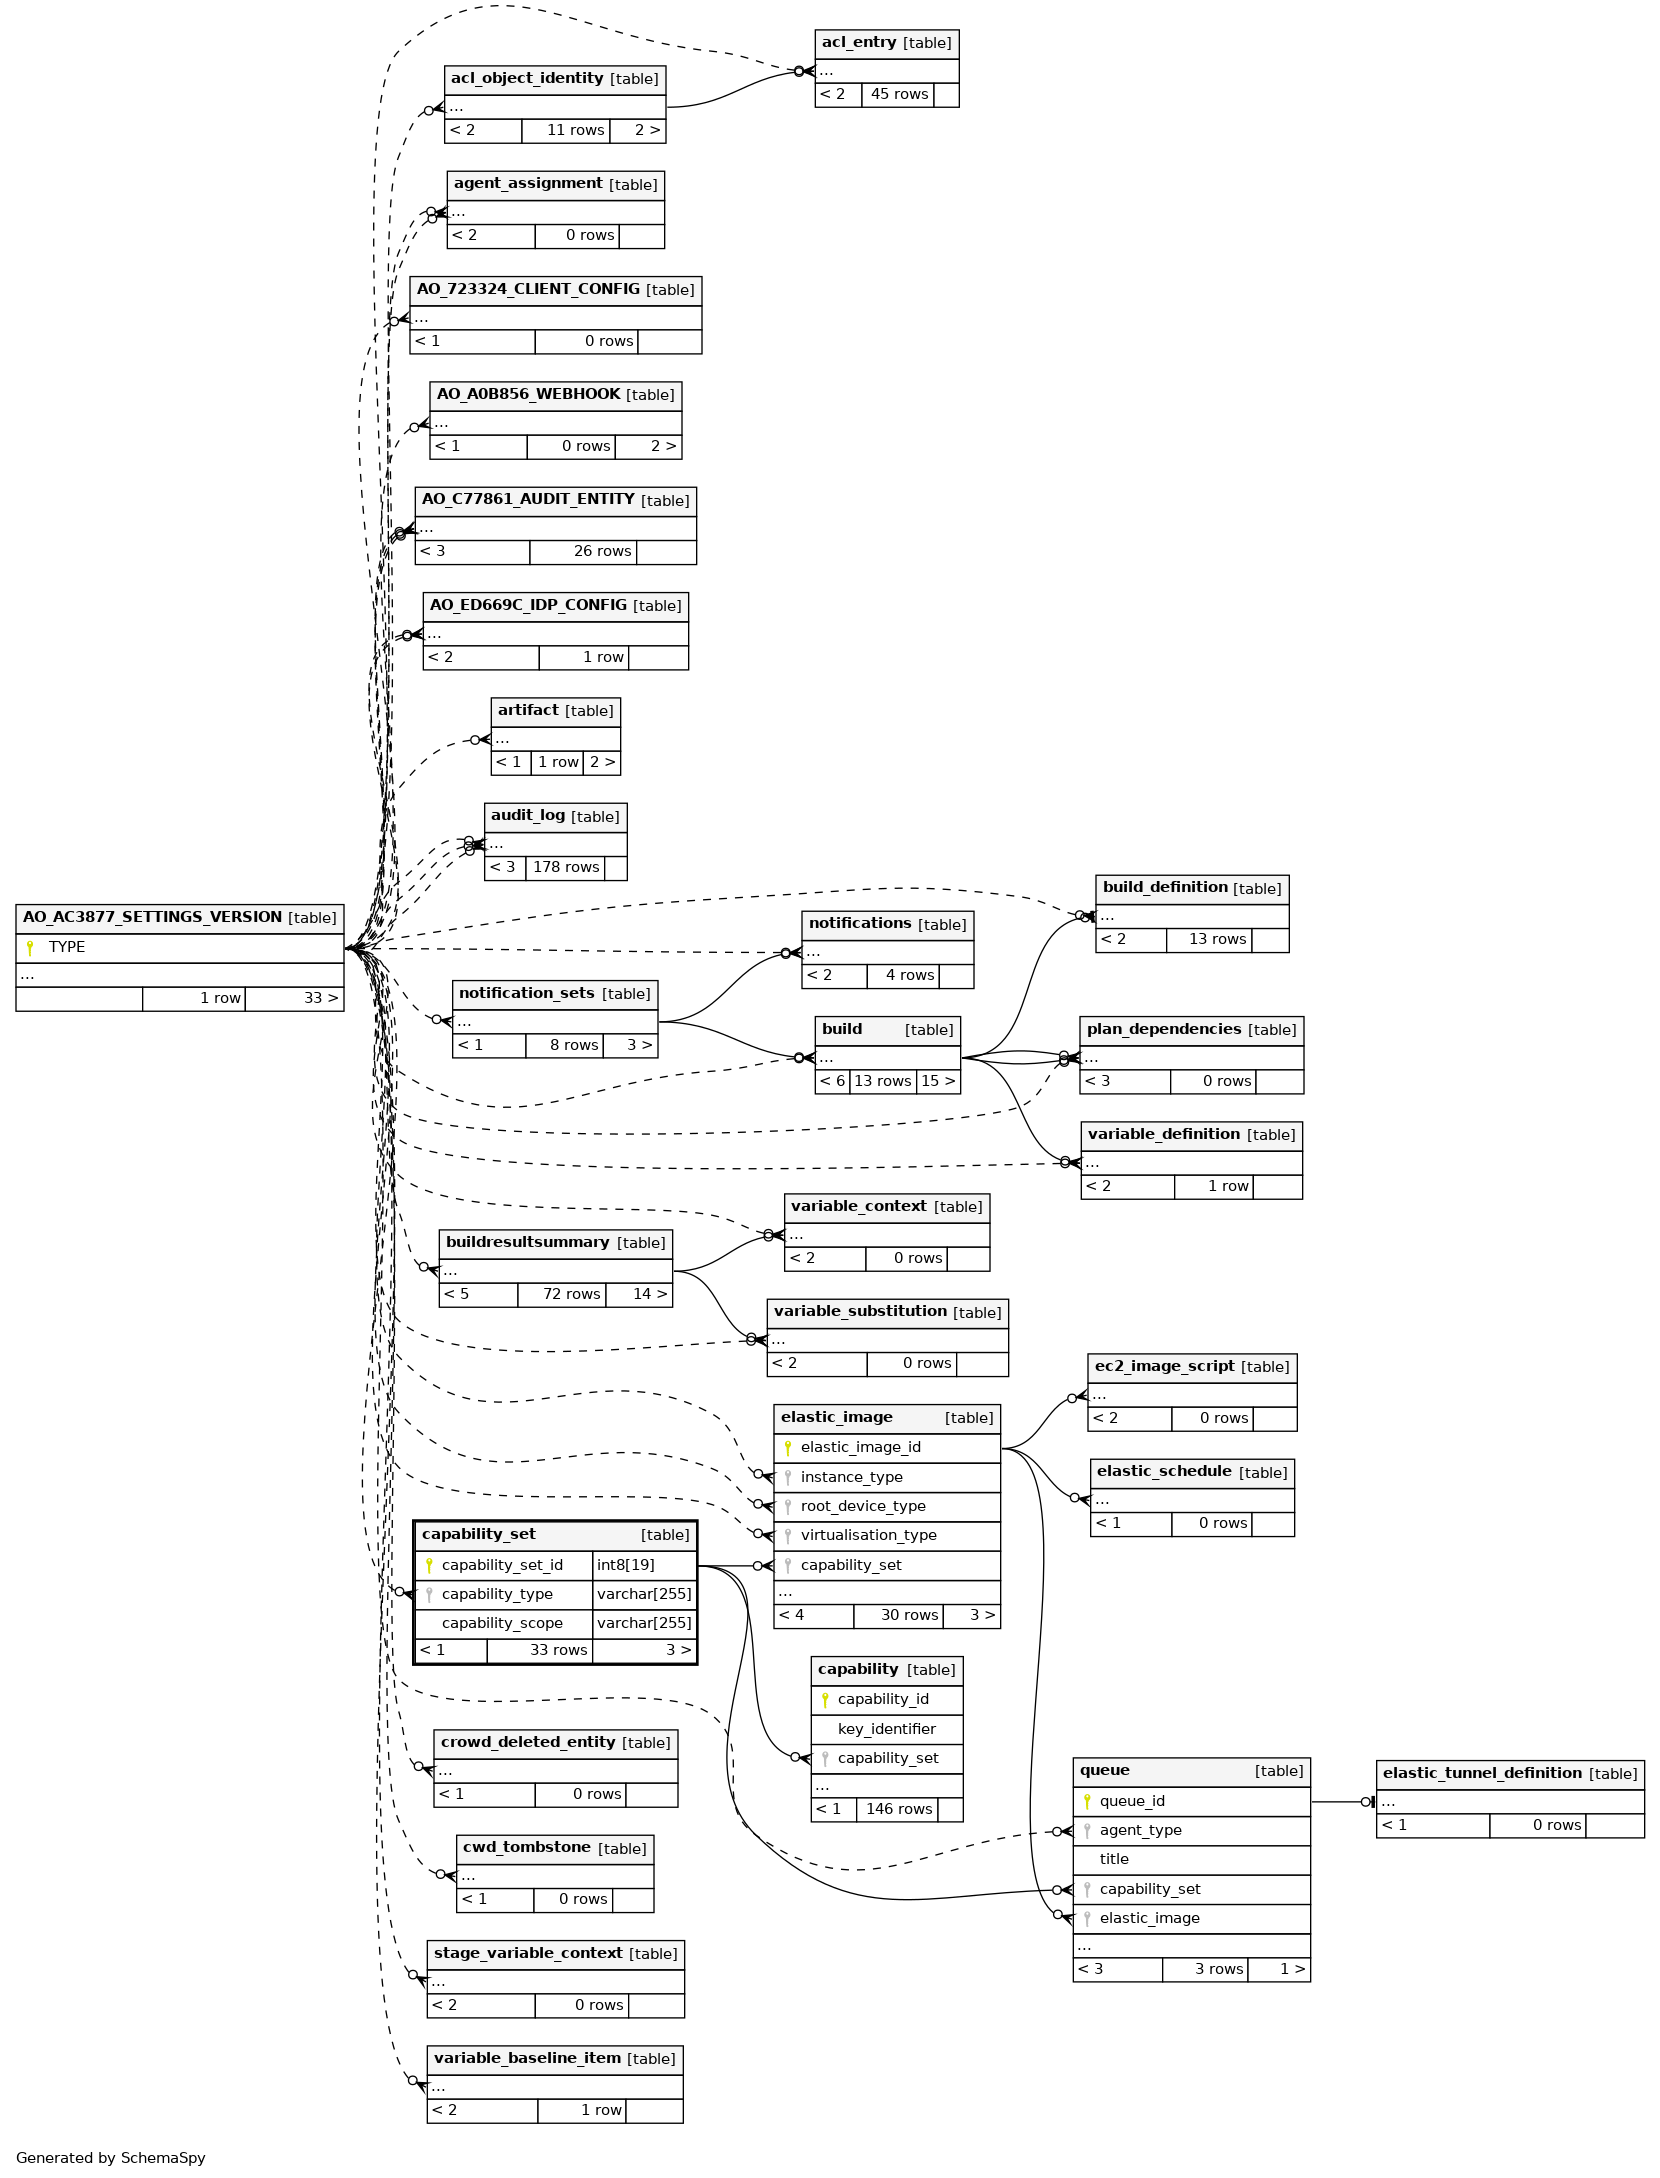 acl_entry [table]
...
< 2 45 rows
acl_object_identity [table]
...
< 2 11 rows 2 >
agent_assignment [table]
...
< 2 0 rows
AO_723324_CLIENT_CONFIG [table]
...
< 1 0 rows
AO_A0B856_WEBHOOK [table]
...
< 1 0 rows 2 >
AO_C77861_AUDIT_ENTITY [table]
...
< 3 26 rows
AO_ED669C_IDP_CONFIG [table]
...
< 2 1 row
artifact [table]
...
< 1 1 row 2 >
audit_log [table]
...
< 3 178 rows
AO_AC3877_SETTINGS_VERSION [table]
TYPE
...
1 row 33 >
build_definition [table]
...
< 2 13 rows
notifications [table]
...
< 2 4 rows
notification_sets [table]
...
< 1 8 rows 3 >
build [table]
...
< 6 13 rows 15 >
plan_dependencies [table]
...
< 3 0 rows
variable_definition [table]
...
< 2 1 row
variable_context [table]
...
< 2 0 rows
buildresultsummary [table]
...
< 5 72 rows 14 >
variable_substitution [table]
...
< 2 0 rows
ec2_image_script [table]
...
< 2 0 rows
elastic_image [table]
elastic_image_id
instance_type
root_device_type
virtualisation_type
capability_set
...
< 4 30 rows 3 >
elastic_schedule [table]
...
< 1 0 rows
capability_set [table]
capability_set_id int8[19]
capability_type varchar[255]
capability_scope varchar[255]
< 1 33 rows 3 >
capability [table]
capability_id
key_identifier
capability_set
...
< 1 146 rows
crowd_deleted_entity [table]
...
< 1 0 rows
queue [table]
queue_id
agent_type
title
capability_set
elastic_image
...
< 3 3 rows 1 >
elastic_tunnel_definition [table]
...
< 1 0 rows
cwd_tombstone [table]
...
< 1 0 rows
stage_variable_context [table]
...
< 2 0 rows
variable_baseline_item [table]
...
< 2 1 row
Generated by SchemaSpy